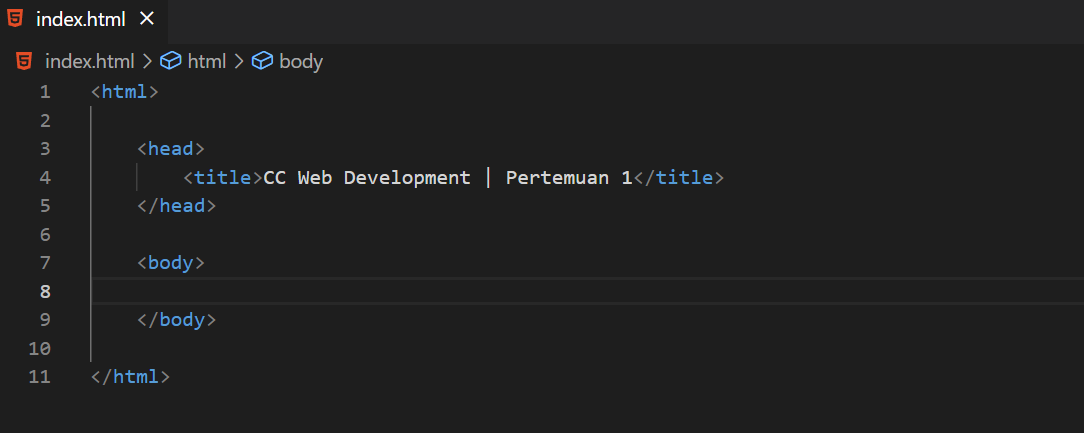 index.html ×
index.html > html > body
1 <html>
2
3 <head>
4 <title>CC Web Development | Pertemuan 1</title>
5 </head>
6
7 <body>
8
9 </body>
10
11 </html>